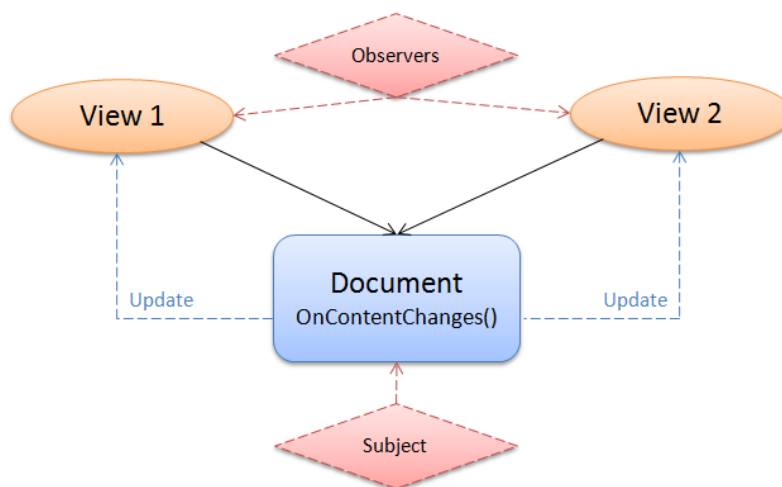 Observers
View 1
View 2
Document
OnContentChanges()
Update
Update
Subject